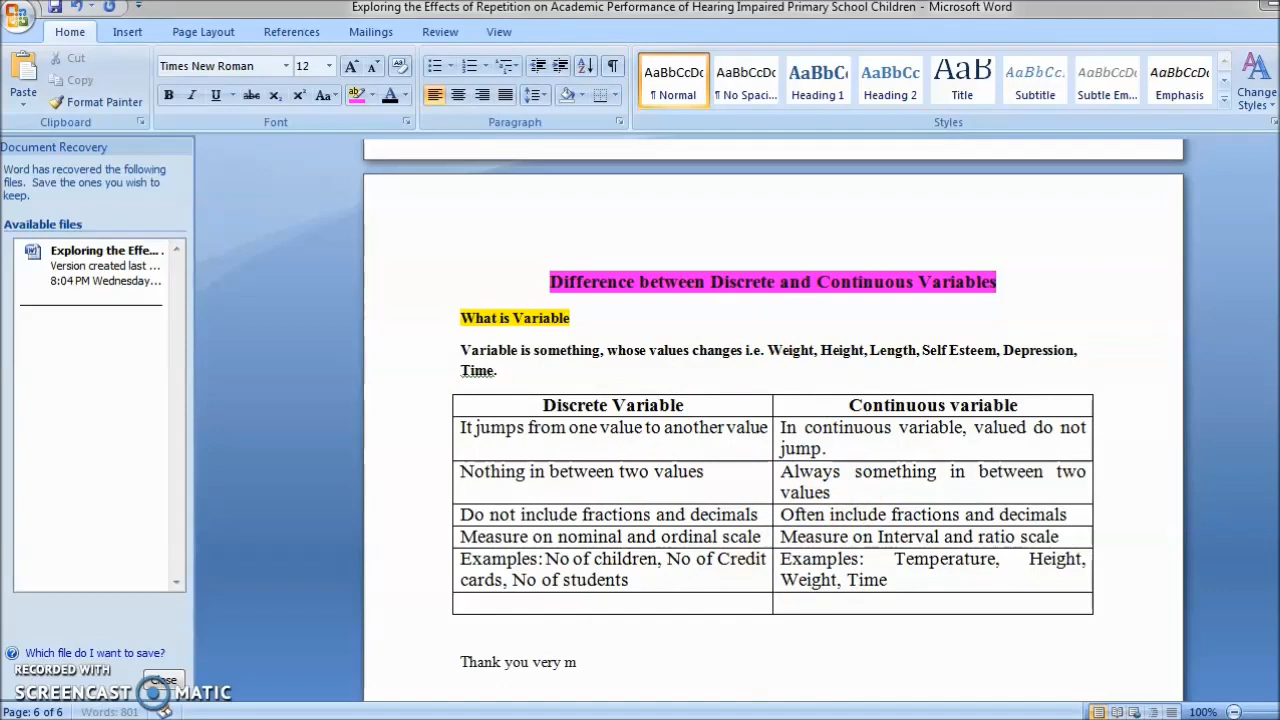 Exploring the Effects of Repetition on Academic Performance of Hearing Impaired Primary School Children - Microsoft Word
Home Insert Page Layout References Mailings Review View
Paste
Cut
Copy
Format Painter
Clipboard
Times New Roman 12
Font
Paragraph
AaBbCcDc AaBbCcDc AaBbCc AaBbCc AaB AaBbCc. AaBbCcDc AaBbCcDc
¶ Normal ¶ No Spaci... Heading 1 Heading 2 Title Subtitle Subtle Em... Emphasis
Styles
Change
Styles
Document Recovery
Word has recovered the following
files. Save the ones you wish to
keep.
Available files
Exploring the Effe...
Version created last ...
8:04 PM Wednesday...
Which file do I want to save?
Close
RECORDED WITH
SCREENCAST MATIC
Page: 6 of 6 Words: 801
100%
Difference between Discrete and Continuous Variables
What is Variable
Variable is something, whose values changes i.e. Weight, Height, Length, Self Esteem, Depression,
Time.
Discrete Variable Continuous variable
It jumps from one value to another value In continuous variable, valued do not
jump.
Nothing in between two values Always something in between two
values
Do not include fractions and decimals Often include fractions and decimals
Measure on nominal and ordinal scale Measure on Interval and ratio scale
Examples: No of children, No of Credit Examples: Temperature, Height,
cards, No of students Weight, Time
Thank you very m